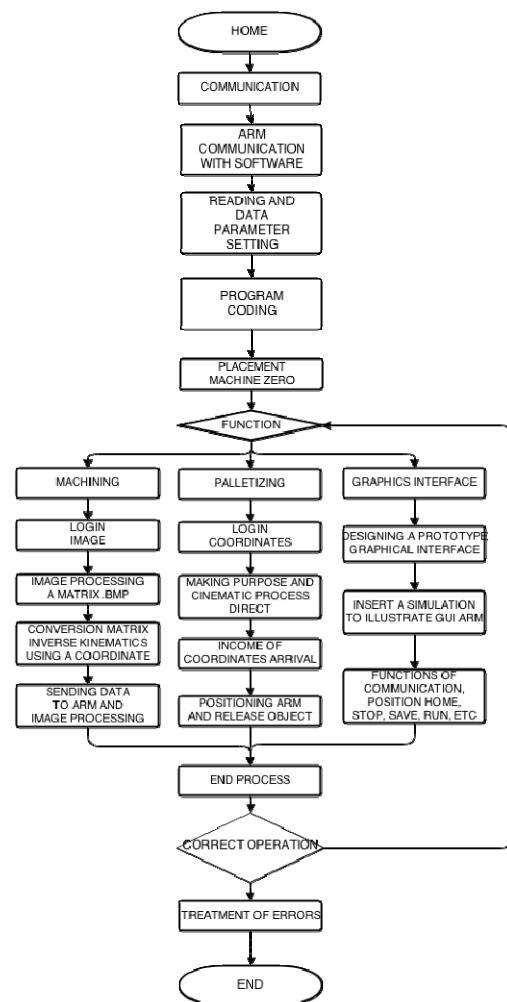 HOME
COMMUNICATION
ARM
COMMUNICATION
WITH SOFTWARE
READING AND
DATA
PARAMETER
SETTING
PROGRAM
CODING
PLACEMENT
MACHINE ZERO
FUNCTION
MACHINING
LOGIN
IMAGE
IMAGE PROCESSING
A MATRIX .BMP
CONVERSION MATRIX
INVERSE KINEMATICS
USING A COORDINATE
SENDING DATA
TO ARM AND
IMAGE PROCESSING
PALLETIZING
LOGIN
COORDINATES
MAKING PURPOSE AND
CINEMATIC PROCESS
DIRECT
INCOME OF
COORDINATES ARRIVAL
POSITIONING ARM
AND RELEASE OBJECT
GRAPHICS INTERFACE
DESIGNING A PROTOTYPE
GRAPHICAL INTERFACE
INSERT A SIMULATION
TO ILLUSTRATE GUI ARM
FUNCTIONS OF
COMMUNICATION,
POSITION HOME,
STOP, SAVE, RUN, ETC
END PROCESS
CORRECT OPERATION
TREATMENT OF ERRORS
END